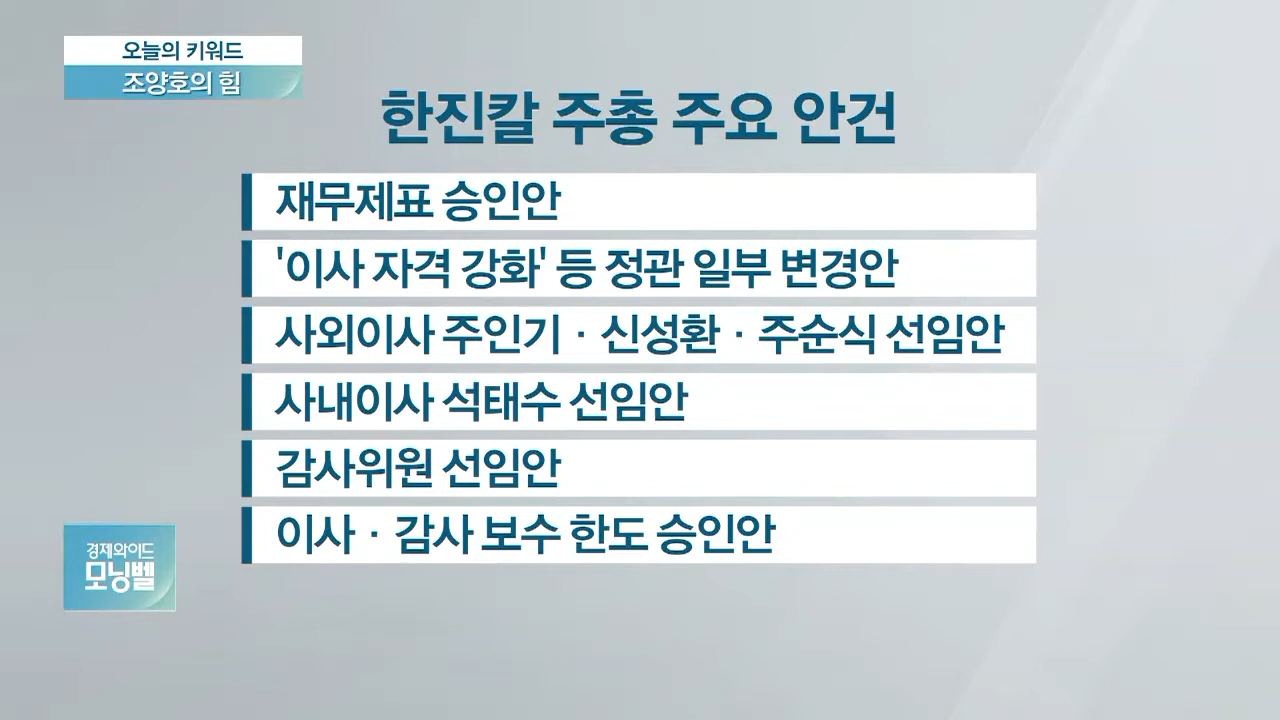 오늘의 키워드
조양호의 힘
한진칼 주총 주요 안건
재무제표 승인안
'이사 자격 강화' 등 정관 일부 변경안
사외이사 주인기 · 신성환 · 주순식 선임안
사내이사 석태수 선임안
감사위원 선임안
이사 · 감사 보수 한도 승인안
경제와이드
모닝벨